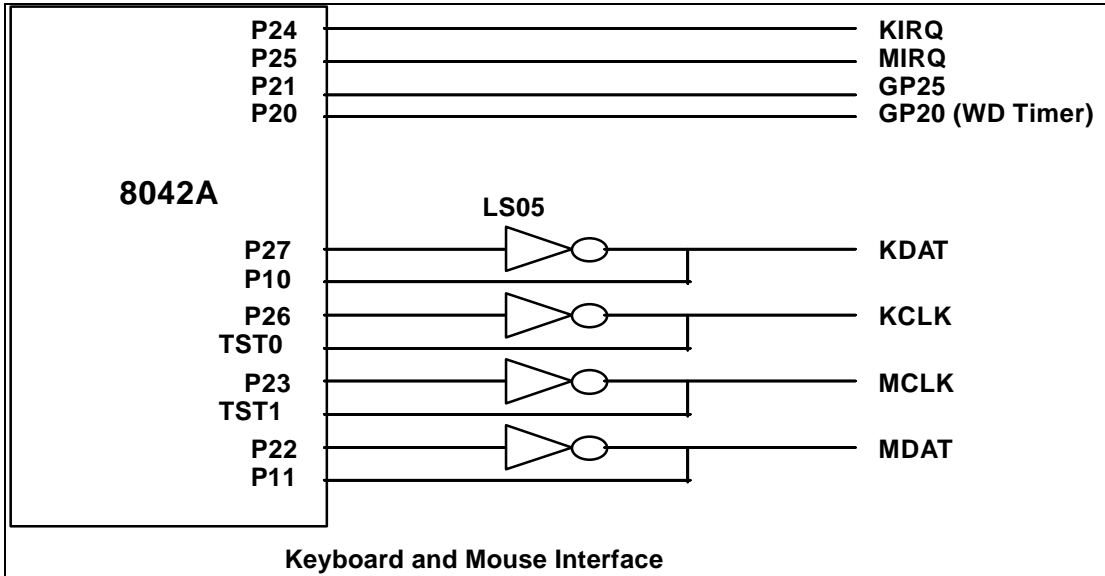 P24 KIRQ
P25 MIRQ
P21 GP25
P20 GP20 (WD Timer)
8042A
LS05
P27 KDAT
P10
P26 KCLK
TST0
P23 MCLK
TST1
P22 MDAT
P11
Keyboard and Mouse Interface